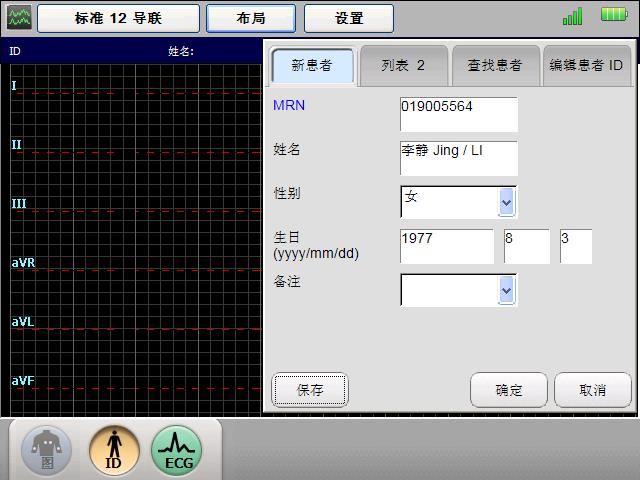 标准 12 导联
布局
设置
ID
姓名:
新患者
列表 2
查找患者
编辑患者 ID
MRN
019005564
姓名
李静 Jing / LI
性别
女
生日
(yyyy/mm/dd)
1977
8
3
备注
I
II
III
aVR
aVL
aVF
保存
确定
取消
图
ID
ECG